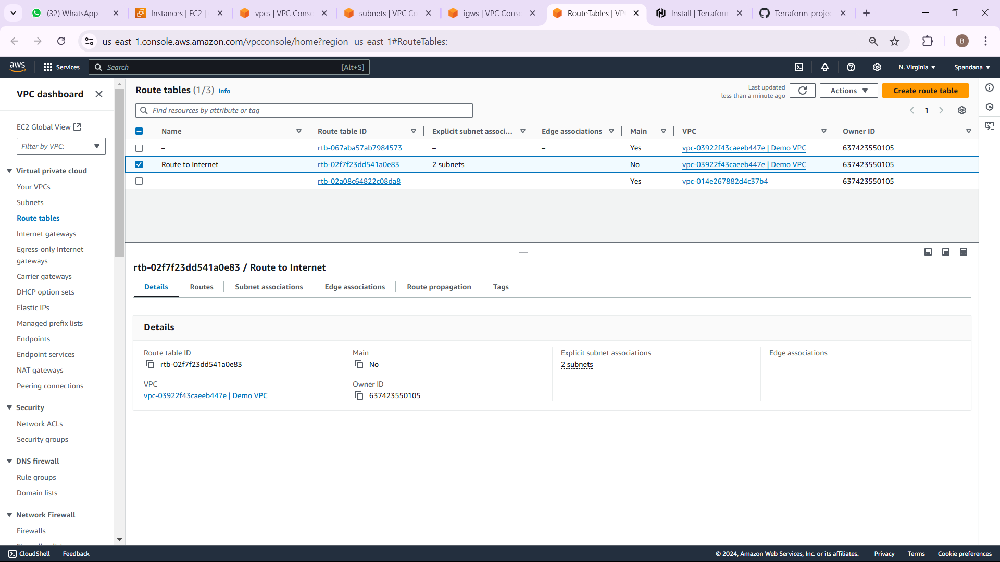 (32) WhatsApp
Instances | EC2 |
vpcs | VPC Cons
subnets | VPC Co
igws | VPC Cons
RouteTables | VP
Install | Terraform
Terraform-projec
us-east-1.console.aws.amazon.com/vpcconsole/home?region=us-east-1#RouteTables:
B
aws
Services
Search
[Alt+S]
N. Virginia
Spandana
VPC dashboard
EC2 Global View
Filter by VPC:
Virtual private cloud
Your VPCs
Subnets
Route tables
Internet gateways
Egress-only Internet
gateways
Carrier gateways
DHCP option sets
Elastic IPs
Managed prefix lists
Endpoints
Endpoint services
NAT gateways
Peering connections
Security
Network ACLs
Security groups
DNS firewall
Rule groups
Domain lists
Network Firewall
Firewalls
Route tables (1/3) Info
Last updated
less than a minute ago
Actions
Create route table
Find resources by attribute or tag
1
Name Route table ID Explicit subnet associ... Edge associations Main VPC Owner ID
– rtb-067aba57ab7984573 – – Yes vpc-03922f43caeeb447e | Demo VPC 637423550105
Route to Internet rtb-02f7f23dd541a0e83 2 subnets – No vpc-03922f43caeeb447e | Demo VPC 637423550105
– rtb-02a08c64822c08da8 – – Yes vpc-014e267882d4c37b4 637423550105
rtb-02f7f23dd541a0e83 / Route to Internet
Details Routes Subnet associations Edge associations Route propagation Tags
Details
Route table ID
rtb-02f7f23dd541a0e83
Main
No
Explicit subnet associations
2 subnets
Edge associations
–
VPC
vpc-03922f43caeeb447e | Demo VPC
Owner ID
637423550105
CloudShell
Feedback
© 2024, Amazon Web Services, Inc. or its affiliates.
Privacy
Terms
Cookie preferences